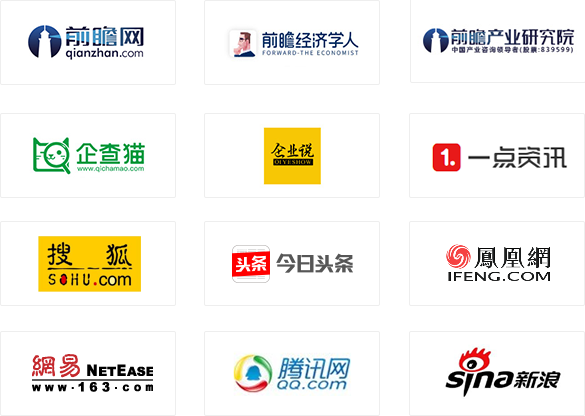 前瞻网
qianzhan.com
前瞻经济学人
FORWARD-THE ECONOMIST
前瞻产业研究院
中国产业咨询领导者(股票:839599)
企查猫
www.qichamao.com
企业说
QIYESHOW
1.
一点资讯
搜狐
SOHU.com
头条
今日头条
鳳凰網
IFENG.COM
網易 NETEASE
www.163.com
腾讯网
QQ.com
sina新浪